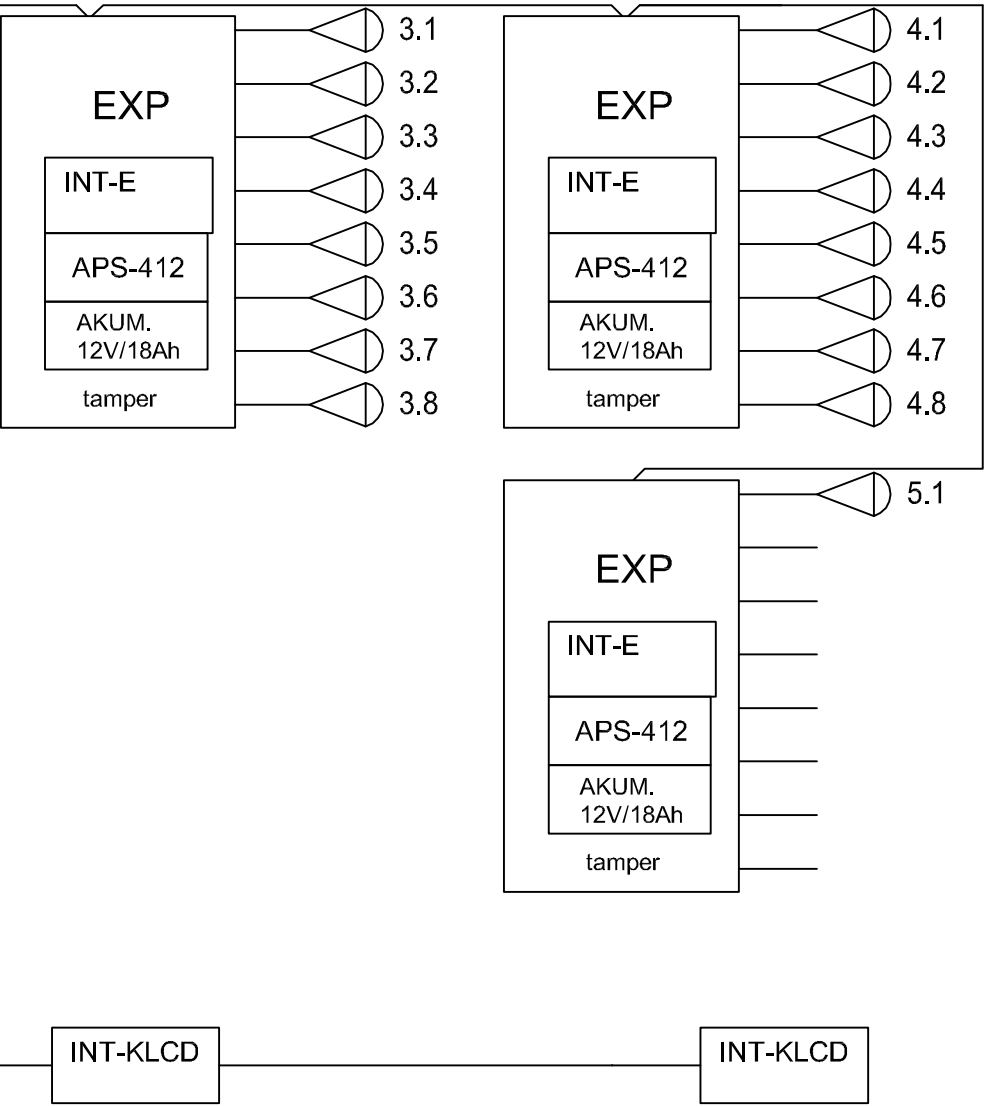 EXP
INT-E
APS-412
AKUM.
12V/18Ah
tamper
3.1
3.2
3.3
3.4
3.5
3.6
3.7
3.8
EXP
INT-E
APS-412
AKUM.
12V/18Ah
tamper
4.1
4.2
4.3
4.4
4.5
4.6
4.7
4.8
EXP
INT-E
APS-412
AKUM.
12V/18Ah
tamper
5.1
INT-KLCD
INT-KLCD